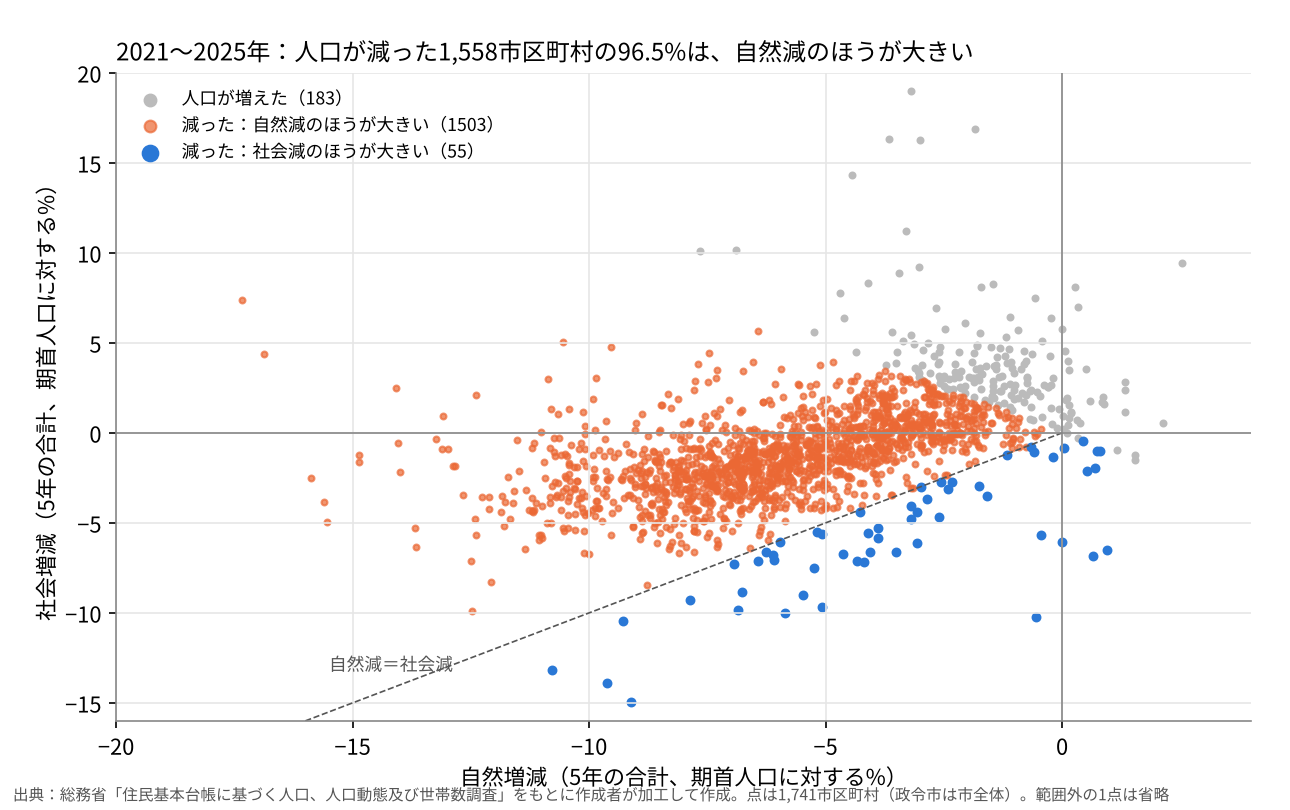 2021〜2025年：人口が減った1,558市区町村の96.5%は、自然減のほうが大きい
人口が増えた（183）
減った：自然減のほうが大きい（1503）
減った：社会減のほうが大きい（55）
社会増減（5年の合計、期首人口に対する%）
20
15
10
5
0
−5
−10
−15
自然減＝社会減
−20
−15
−10
−5
0
自然増減（5年の合計、期首人口に対する%）
出典：総務省「住民基本台帳に基づく人口、人口動態及び世帯数調査」をもとに作成者が加工して作成。点は1,741市区町村（政令市は市全体）。範囲外の1点は省略